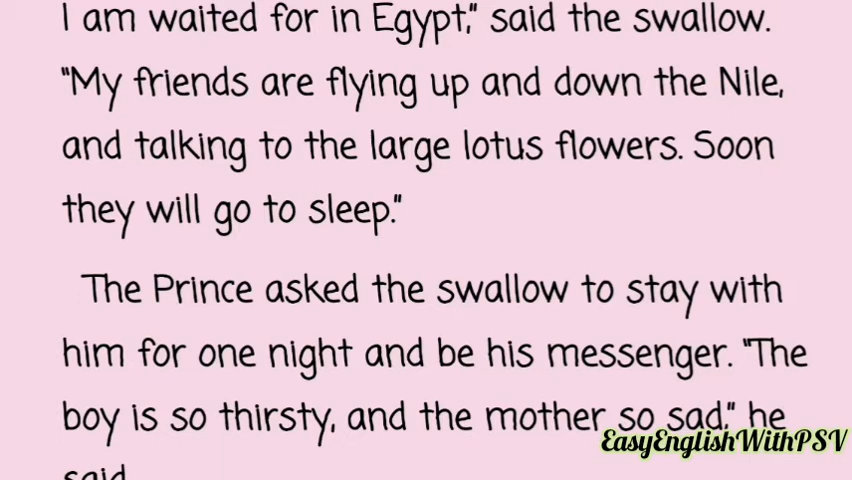 I am waited for in Egypt," said the swallow.
"My friends are flying up and down the Nile,
and talking to the large lotus flowers. Soon
they will go to sleep."
The Prince asked the swallow to stay with
him for one night and be his messenger. "The
boy is so thirsty, and the mother so sad," he
said
EasyEnglishWithPSV